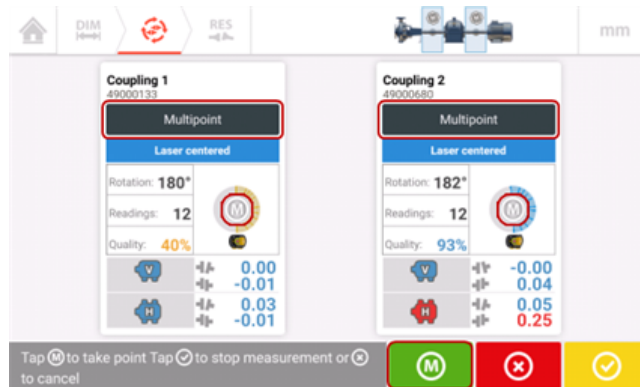 DIM
RES
mm
Coupling 1
49000133
Multipoint
Laser centered
Rotation: 180°
Readings: 12
Quality: 40%
M
V
0.00
-0.01
H
0.03
-0.01
Coupling 2
49000680
Multipoint
Laser centered
Rotation: 182°
Readings: 12
Quality: 93%
M
V
-0.00
0.04
H
0.05
0.25
Tap M to take point Tap to stop measurement or
to cancel
M